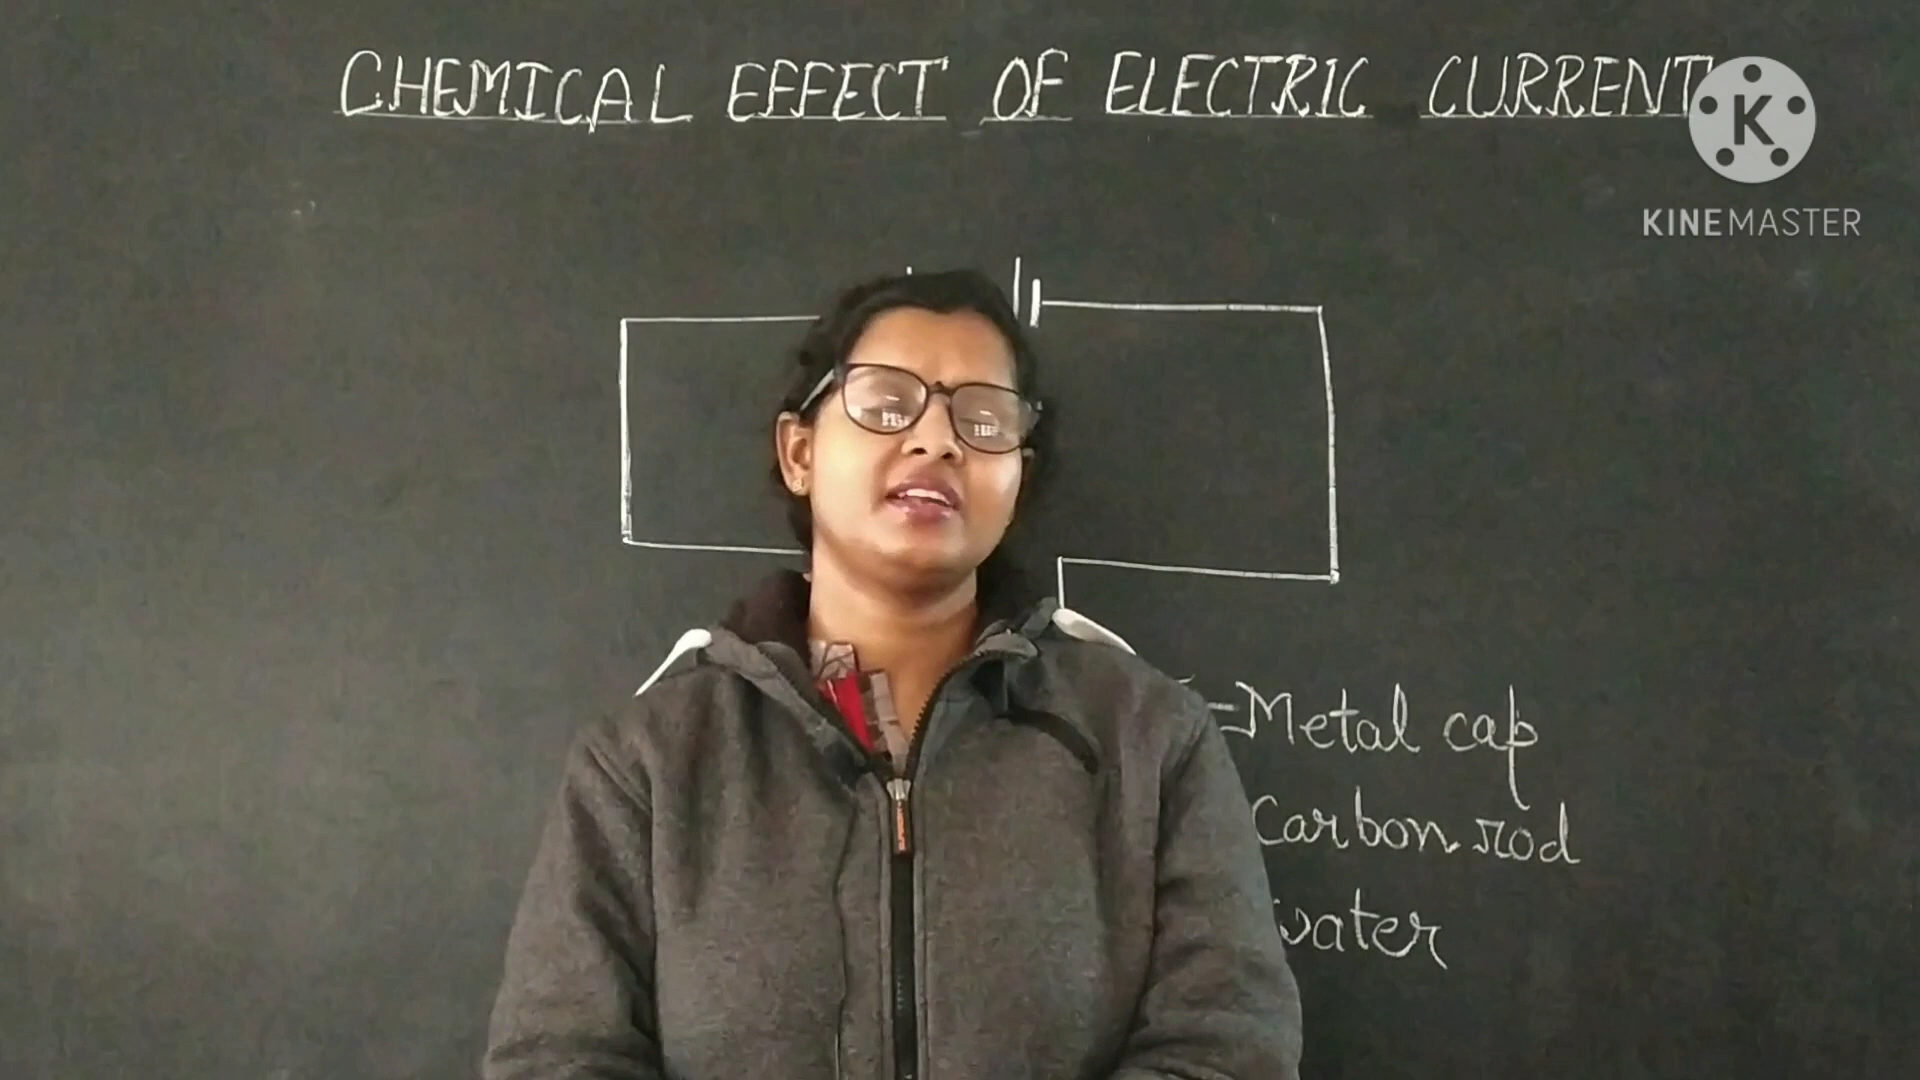 CHEMICAL EFFECT OF ELECTRIC CURRENT
K
KINEMASTER
Metal cap
Carbon rod
water